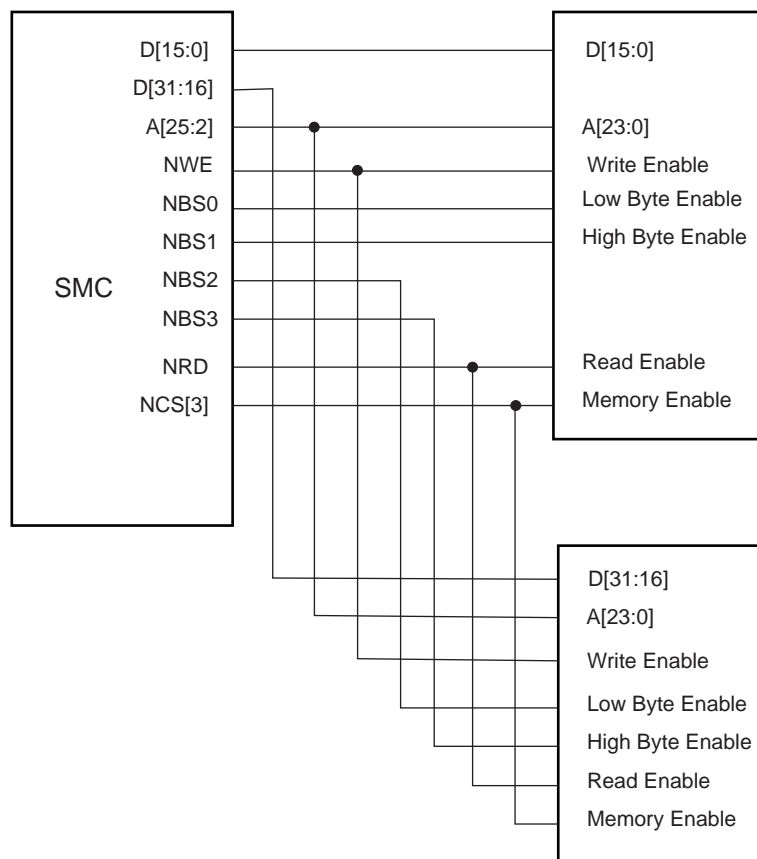 D[15:0]
D[31:16]
A[25:2]
NWE
NBS0
NBS1
NBS2
NBS3
NRD
NCS[3]
SMC
D[15:0]
A[23:0]
Write Enable
Low Byte Enable
High Byte Enable
Read Enable
Memory Enable
D[31:16]
A[23:0]
Write Enable
Low Byte Enable
High Byte Enable
Read Enable
Memory Enable